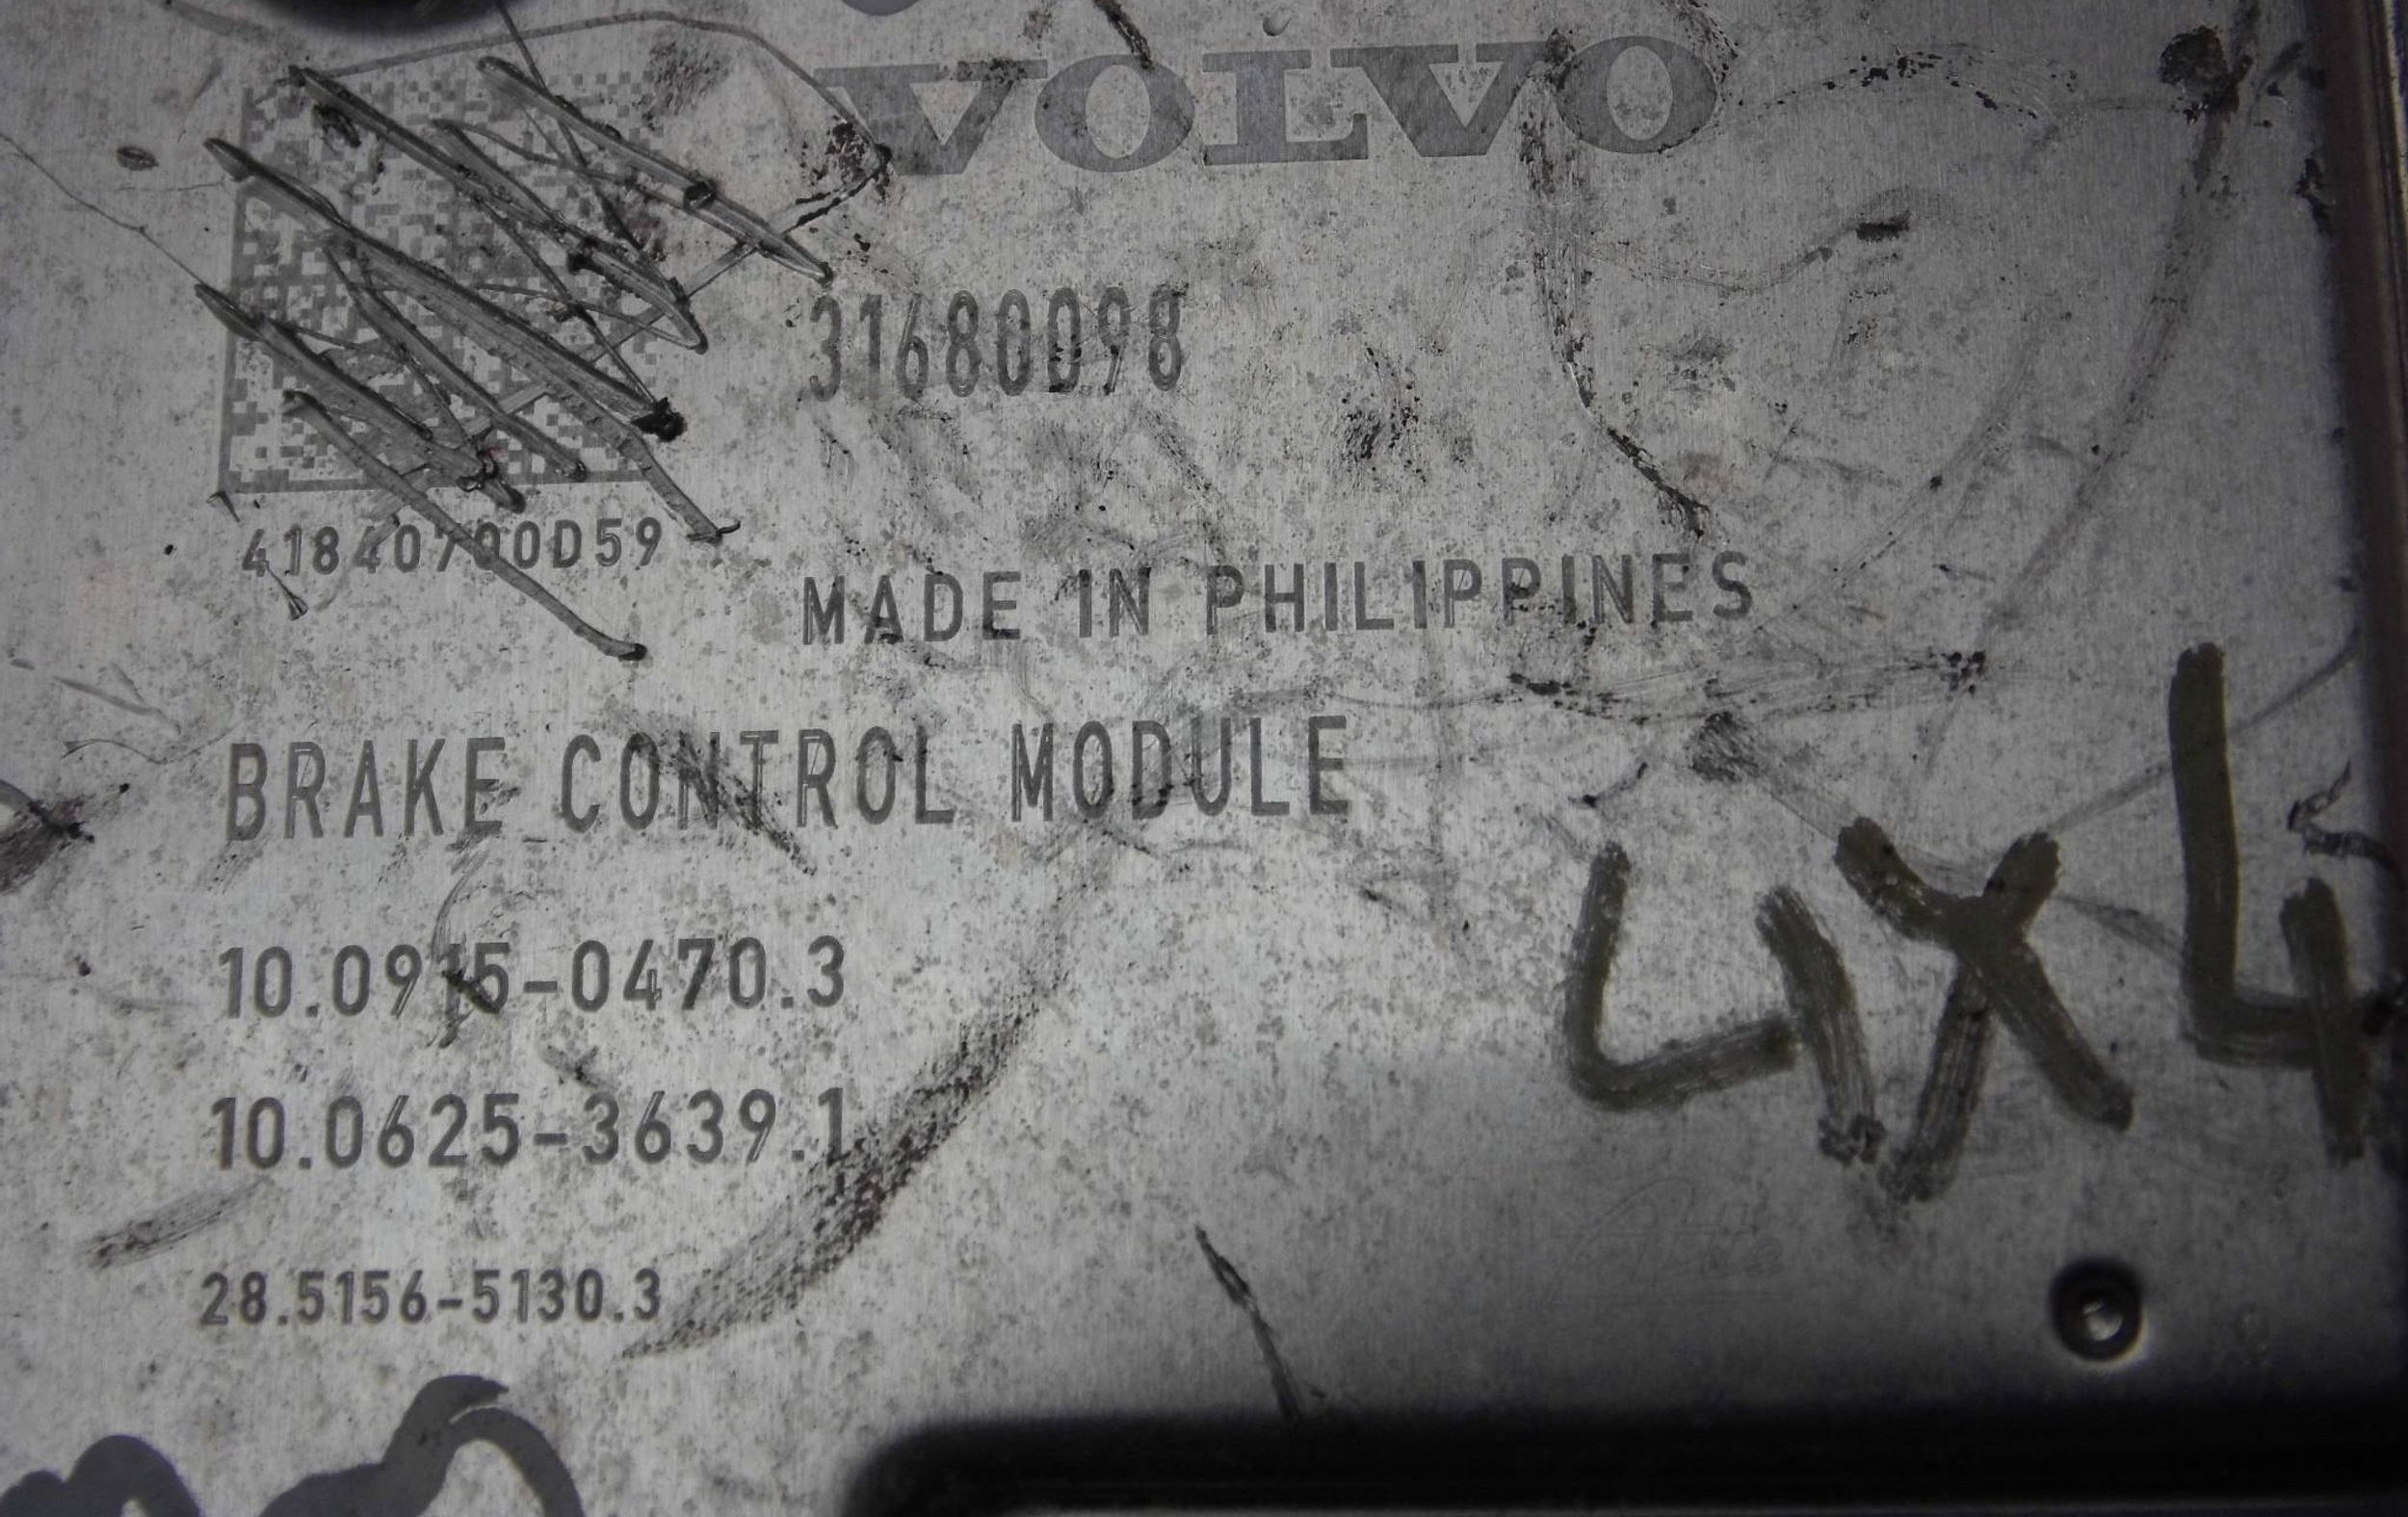 VOLVO
31680098
41840700D59
MADE IN PHILIPPINES
BRAKE CONTROL MODULE
10.0915-0470.3
10.0625-3639.1
4X4
28.5156-5130.3